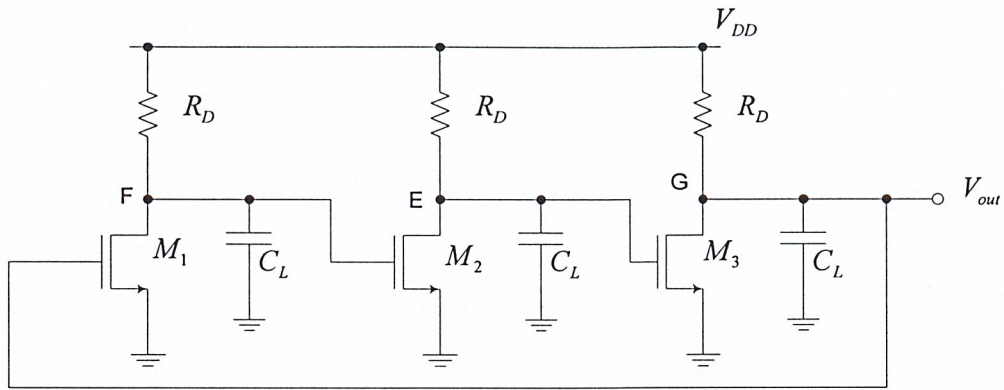 V_DD
R_D R_D R_D
F E G V_out
M_1 C_L M_2 C_L M_3 C_L